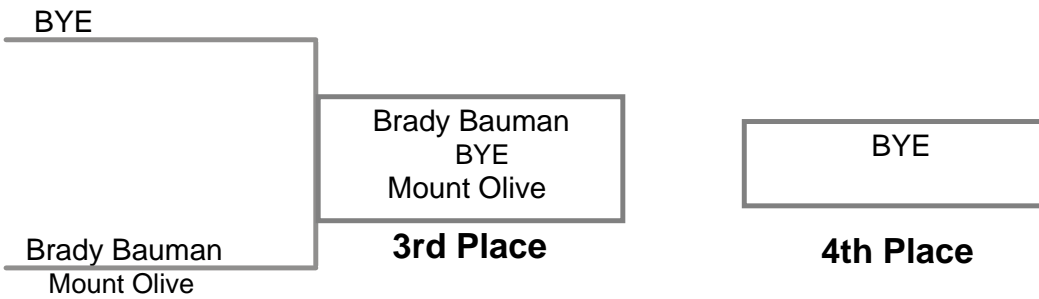 BYE
Brady Bauman
Mount Olive
Brady Bauman
BYE
Mount Olive
3rd Place
BYE
4th Place